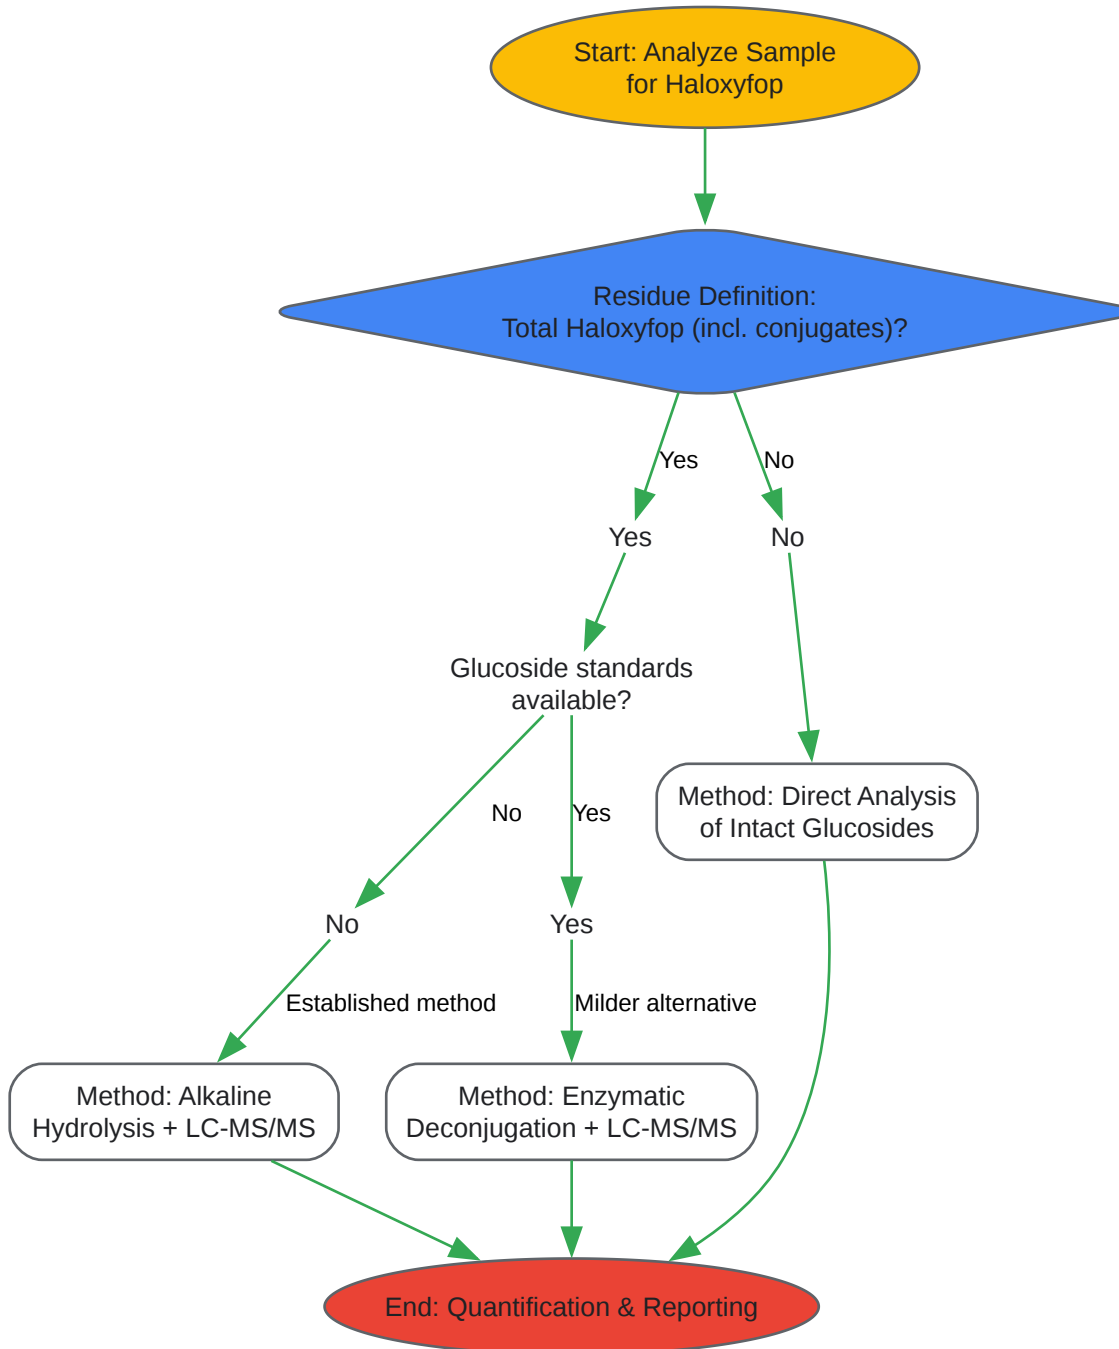 Start: Analyze Sample
for Haloxyfop
Residue Definition:
Total Haloxyfop (incl. conjugates)?
Yes
No
Yes
No
Glucoside standards
available?
No
Yes
Method: Direct Analysis
of Intact Glucosides
No
Yes
Established method
Milder alternative
Method: Alkaline
Hydrolysis + LC-MS/MS
Method: Enzymatic
Deconjugation + LC-MS/MS
End: Quantification & Reporting